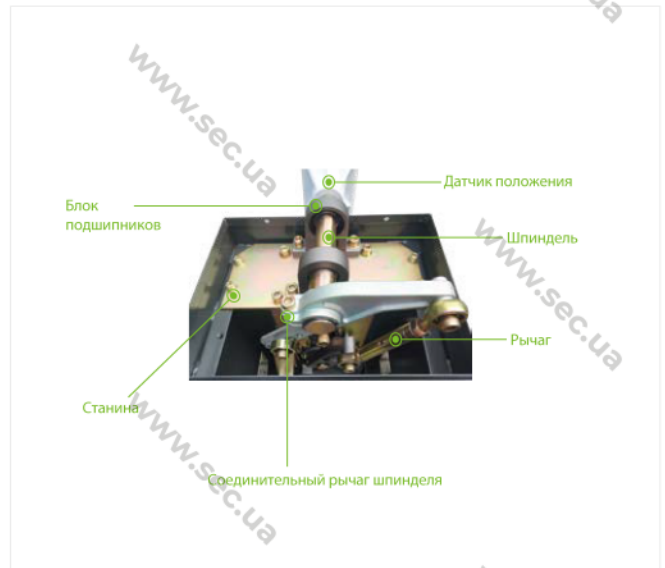 www.sec.ua
Датчик положения
Блок
подшипников
www.sec.ua
Шпиндель
Рычаг
Станина
www.sec.ua
Соединительный рычаг шпинделя